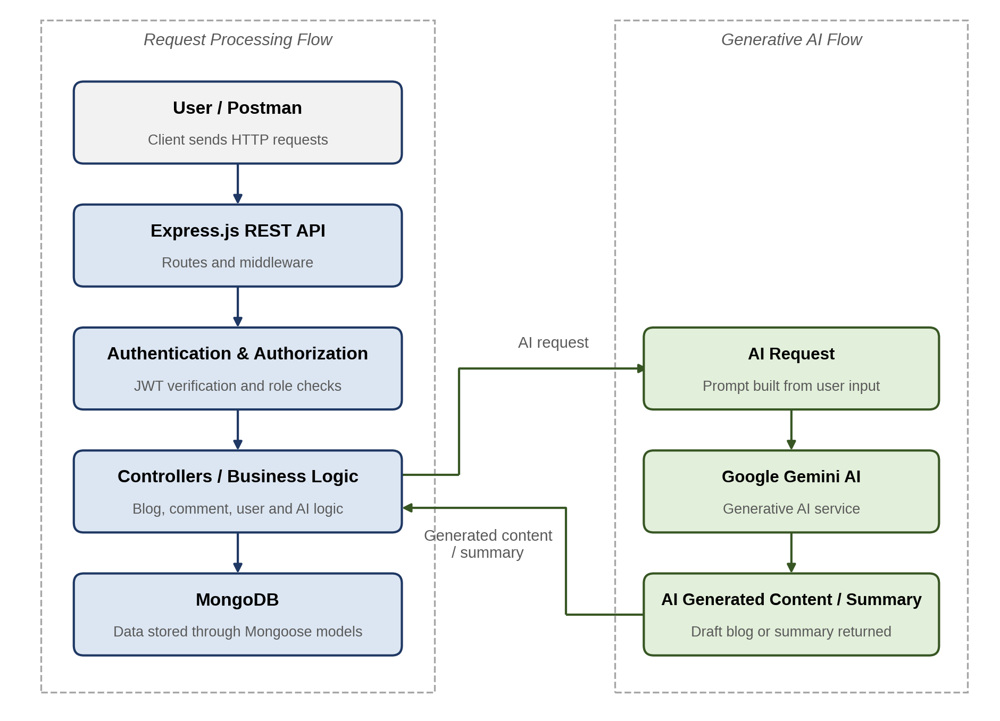 Request Processing Flow
User / Postman
Client sends HTTP requests
Express.js REST API
Routes and middleware
Authentication & Authorization
JWT verification and role checks
Controllers / Business Logic
Blog, comment, user and AI logic
MongoDB
Data stored through Mongoose models
AI request
Generated content
/ summary
Generative AI Flow
AI Request
Prompt built from user input
Google Gemini AI
Generative AI service
AI Generated Content / Summary
Draft blog or summary returned